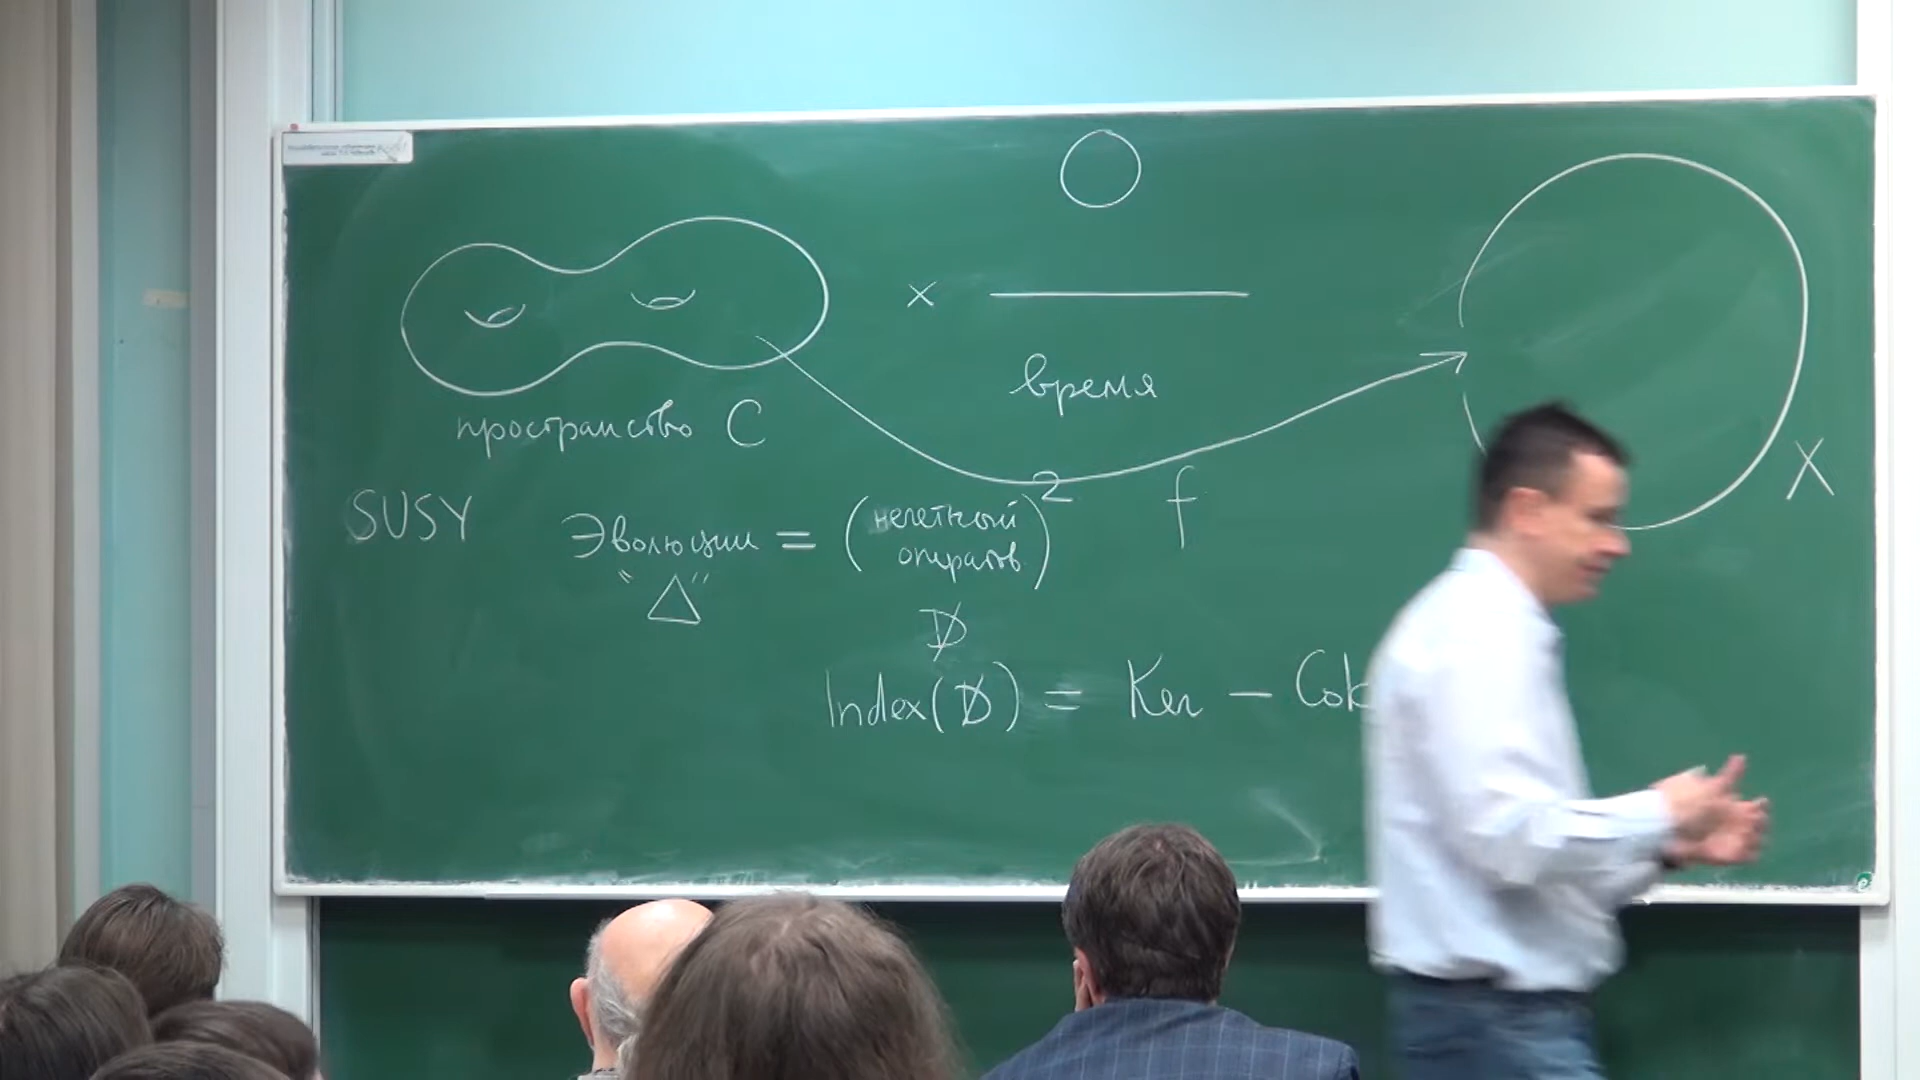 ×
время
пространство C
f
X
SUSY
Эволюции = (нечетный оператор)²
"Δ"
D̸
Index(D̸) = Ker − Cok